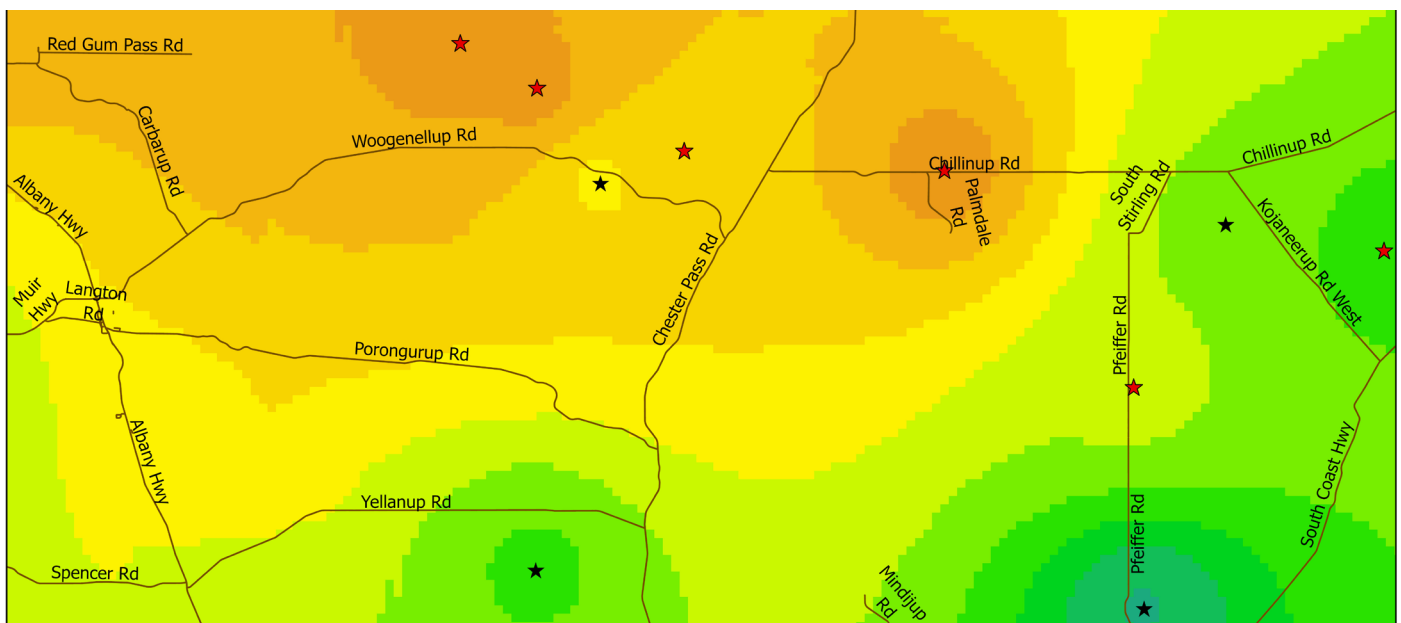 Red Gum Pass Rd
Carbarup Rd
Woogenellup Rd
Chillinup Rd
Chillinup Rd
South
Stirling Rd
Palmdale
Rd
Albany Hwy
Kojaneerup Rd West
Chester Pass Rd
Muir
Hwy
Langton
Rd
Pfeiffer Rd
Porongurup Rd
Albany Hwy
South Coast Hwy
Yellanup Rd
Pfeiffer Rd
Spencer Rd
Mindijup
Rd